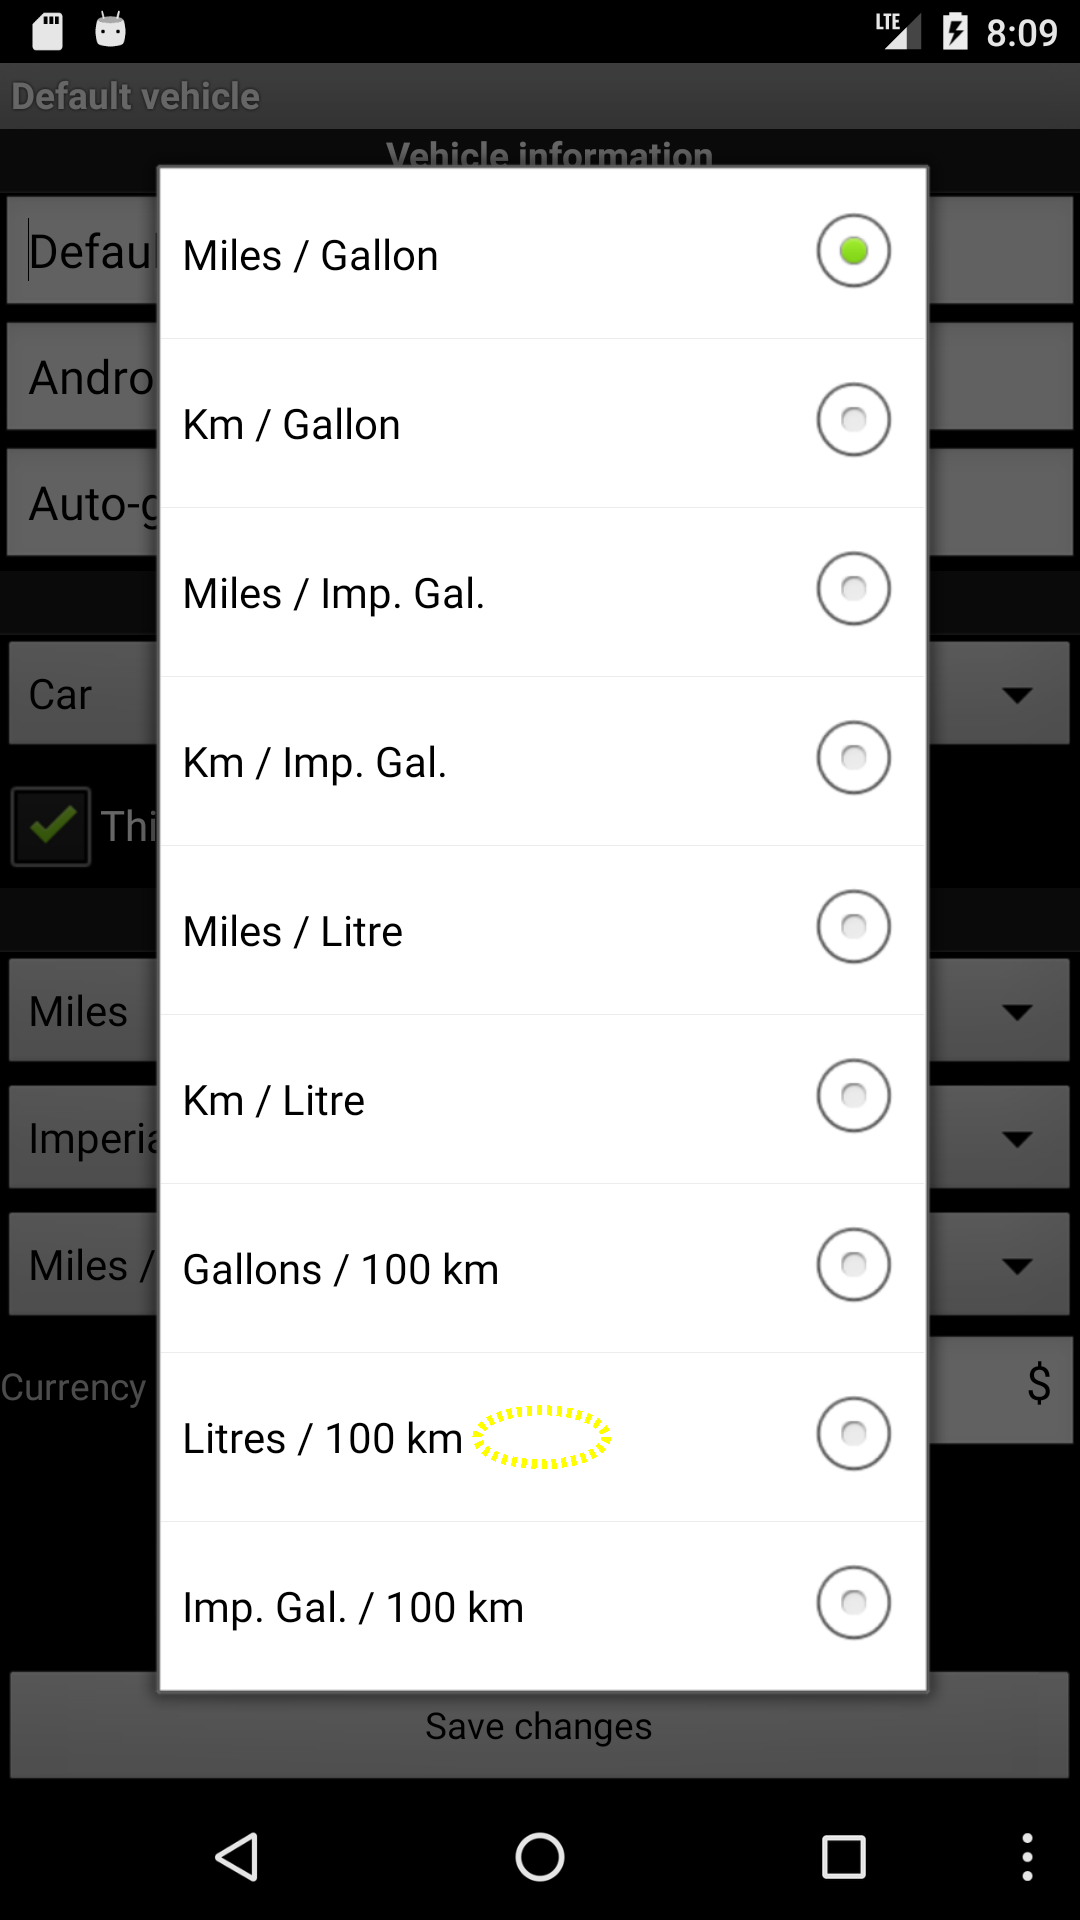 LTE 8:09
Default vehicle
Vehicle information
Defaul
Miles / Gallon
Km / Gallon
Andro
Auto-g
Miles / Imp. Gal.
Car
Km / Imp. Gal.
Thi
Miles / Litre
Miles
Km / Litre
Imperia
Miles /
Gallons / 100 km
Currency
$
Litres / 100 km
Imp. Gal. / 100 km
Save changes